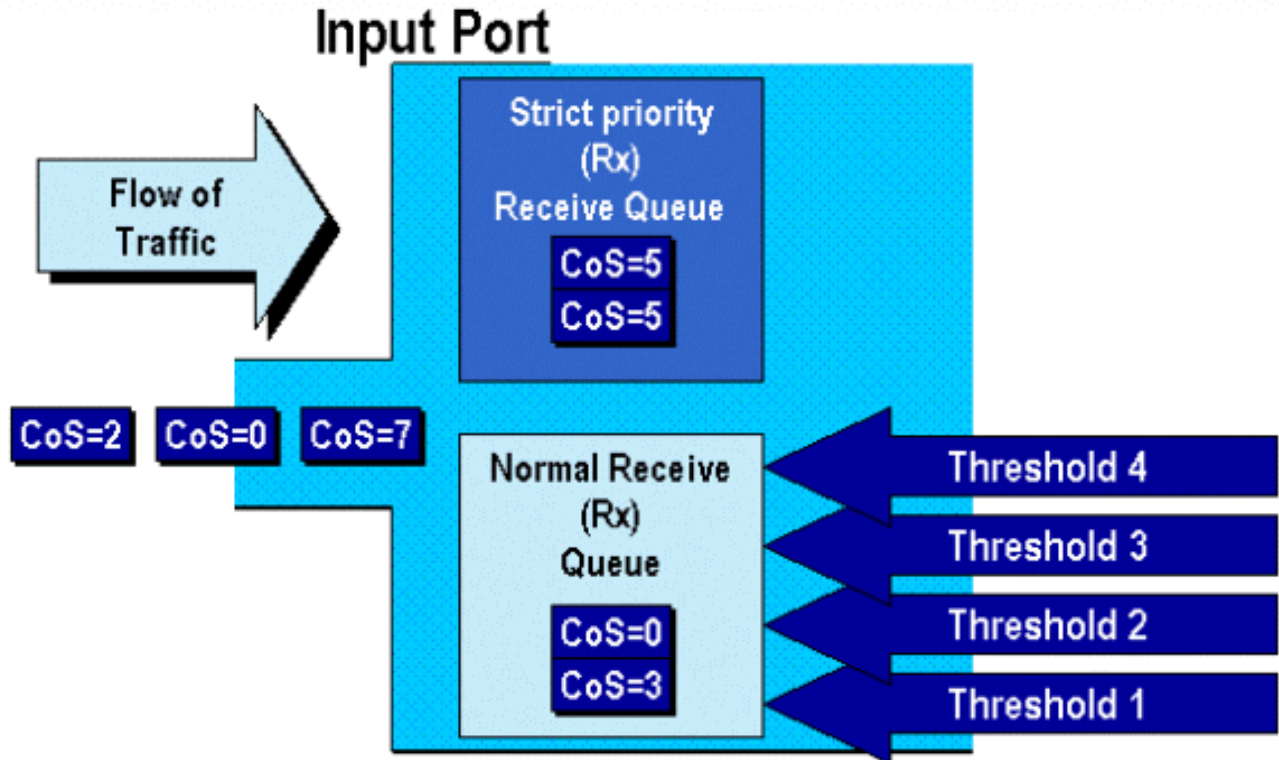 Input Port
Strict priority
(Rx)
Receive Queue
CoS=5
CoS=5
Flow of
Traffic
CoS=2 CoS=0 CoS=7
Normal Receive
(Rx)
Queue
CoS=0
CoS=3
Threshold 4
Threshold 3
Threshold 2
Threshold 1